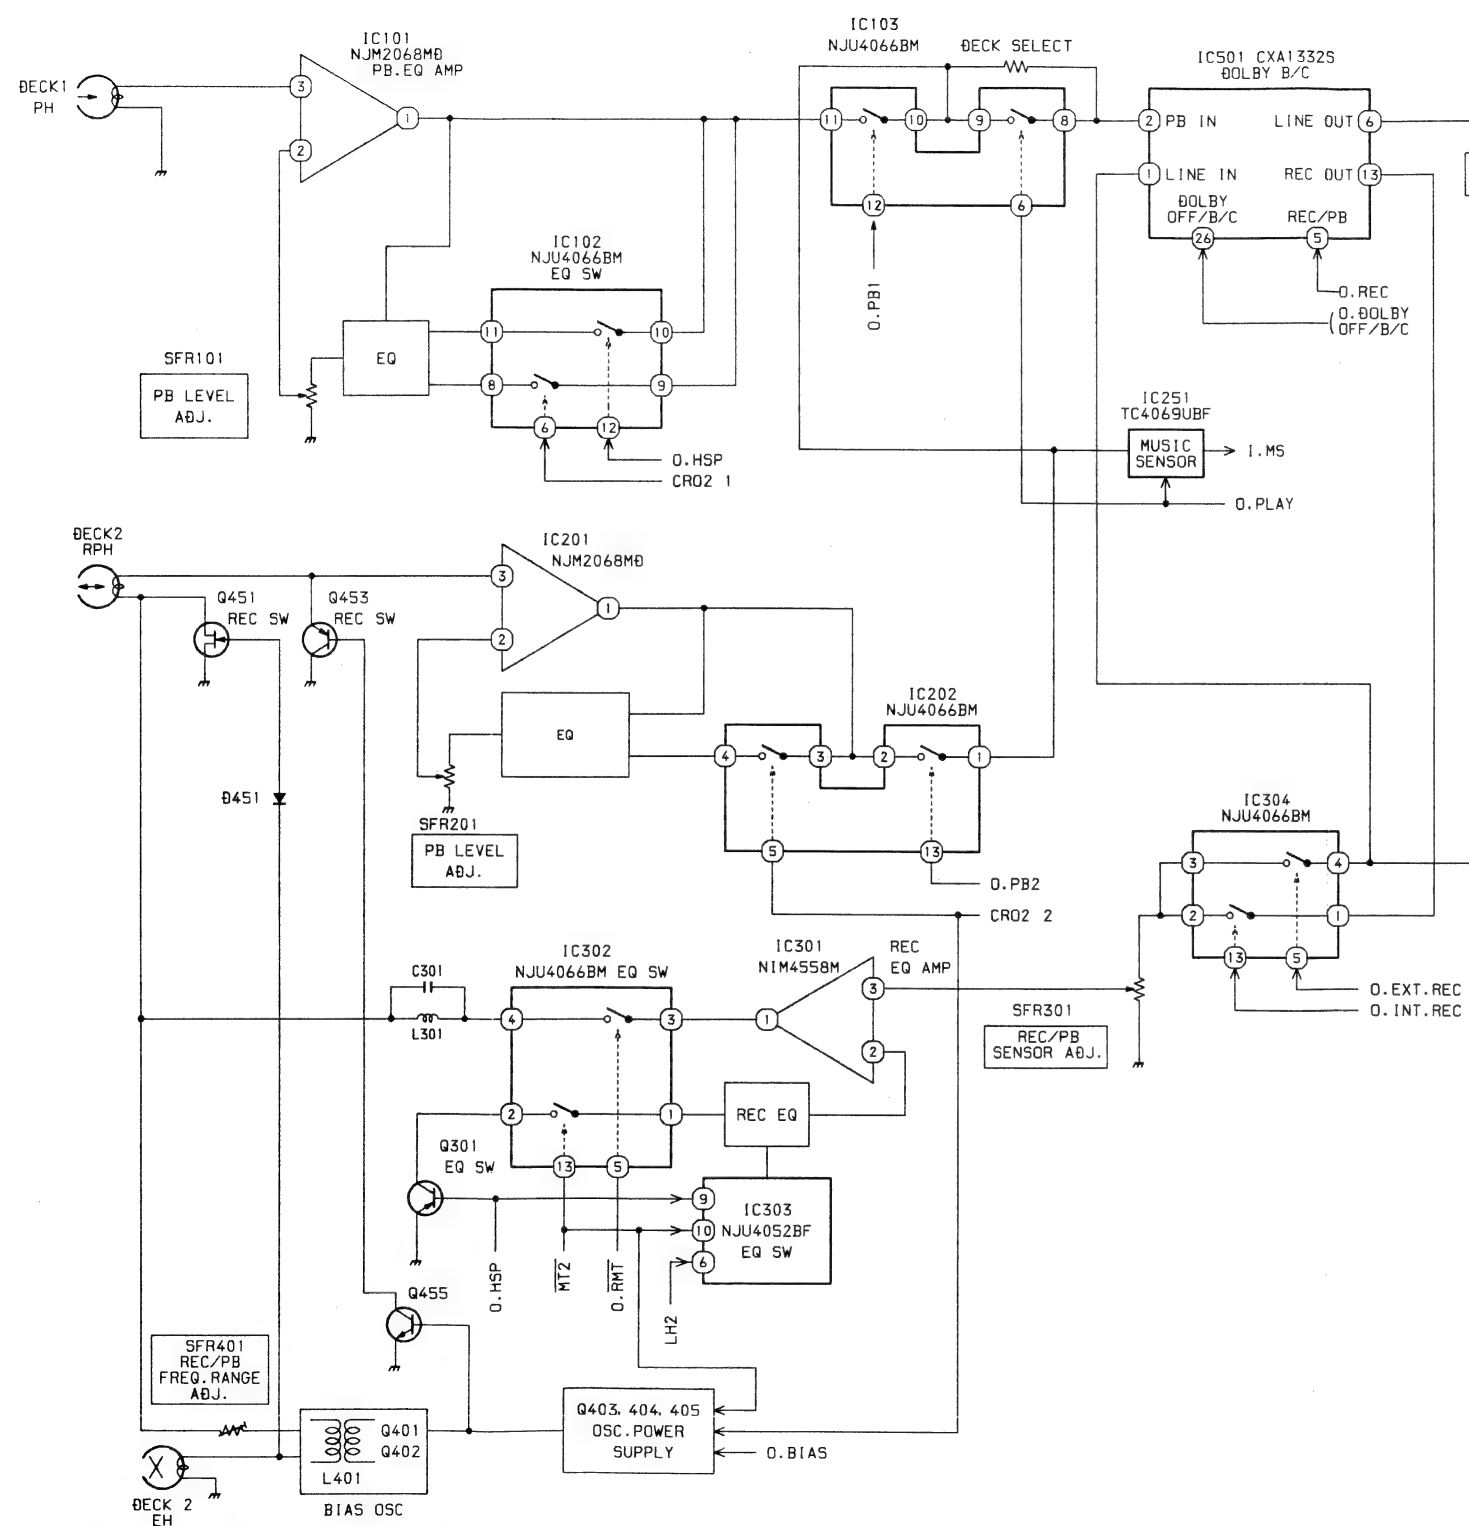 IC101
NJM2068MD
PB.EQ AMP
DECK1
PH
3
2
1
IC103
NJU4066BM
DECK SELECT
11
10
9
8
12
6
O.PB1
IC501 CXA1332S
DOLBY B/C
2 PB IN
LINE OUT 6
1 LINE IN
REC OUT 13
DOLBY
OFF/B/C
REC/PB
26
5
O.REC
(O.DOLBY
OFF/B/C
IC102
NJU4066BM
EQ SW
11
10
8
9
6
12
O.HSP
CRO2 1
EQ
SFR101
PB LEVEL
ADJ.
IC251
TC4069UBF
MUSIC
SENSOR
I.MS
O.PLAY
DECK2
RPH
Q451
REC SW
Q453
REC SW
IC201
NJM2068MD
3
2
1
EQ
SFR201
PB LEVEL
ADJ.
D451
IC202
NJU4066BM
4
3
2
1
5
13
O.PB2
CRO2 2
IC304
NJU4066BM
3
4
2
1
13
5
O.EXT.REC
O.INT.REC
SFR301
REC/PB
SENSOR ADJ.
IC301
NIM4558M
REC
EQ AMP
3
1
2
IC302
NJU4066BM EQ SW
C301
L301
4
3
2
1
13
5
REC EQ
Q301
EQ SW
9
10
6
IC303
NJU4052BF
EQ SW
O.HSP
MT2
O.RMT
LH2
Q455
SFR401
REC/PB
FREQ.RANGE
ADJ.
Q401
Q402
L401
BIAS OSC
Q403, 404, 405
OSC.POWER
SUPPLY
O.BIAS
DECK 2
EH